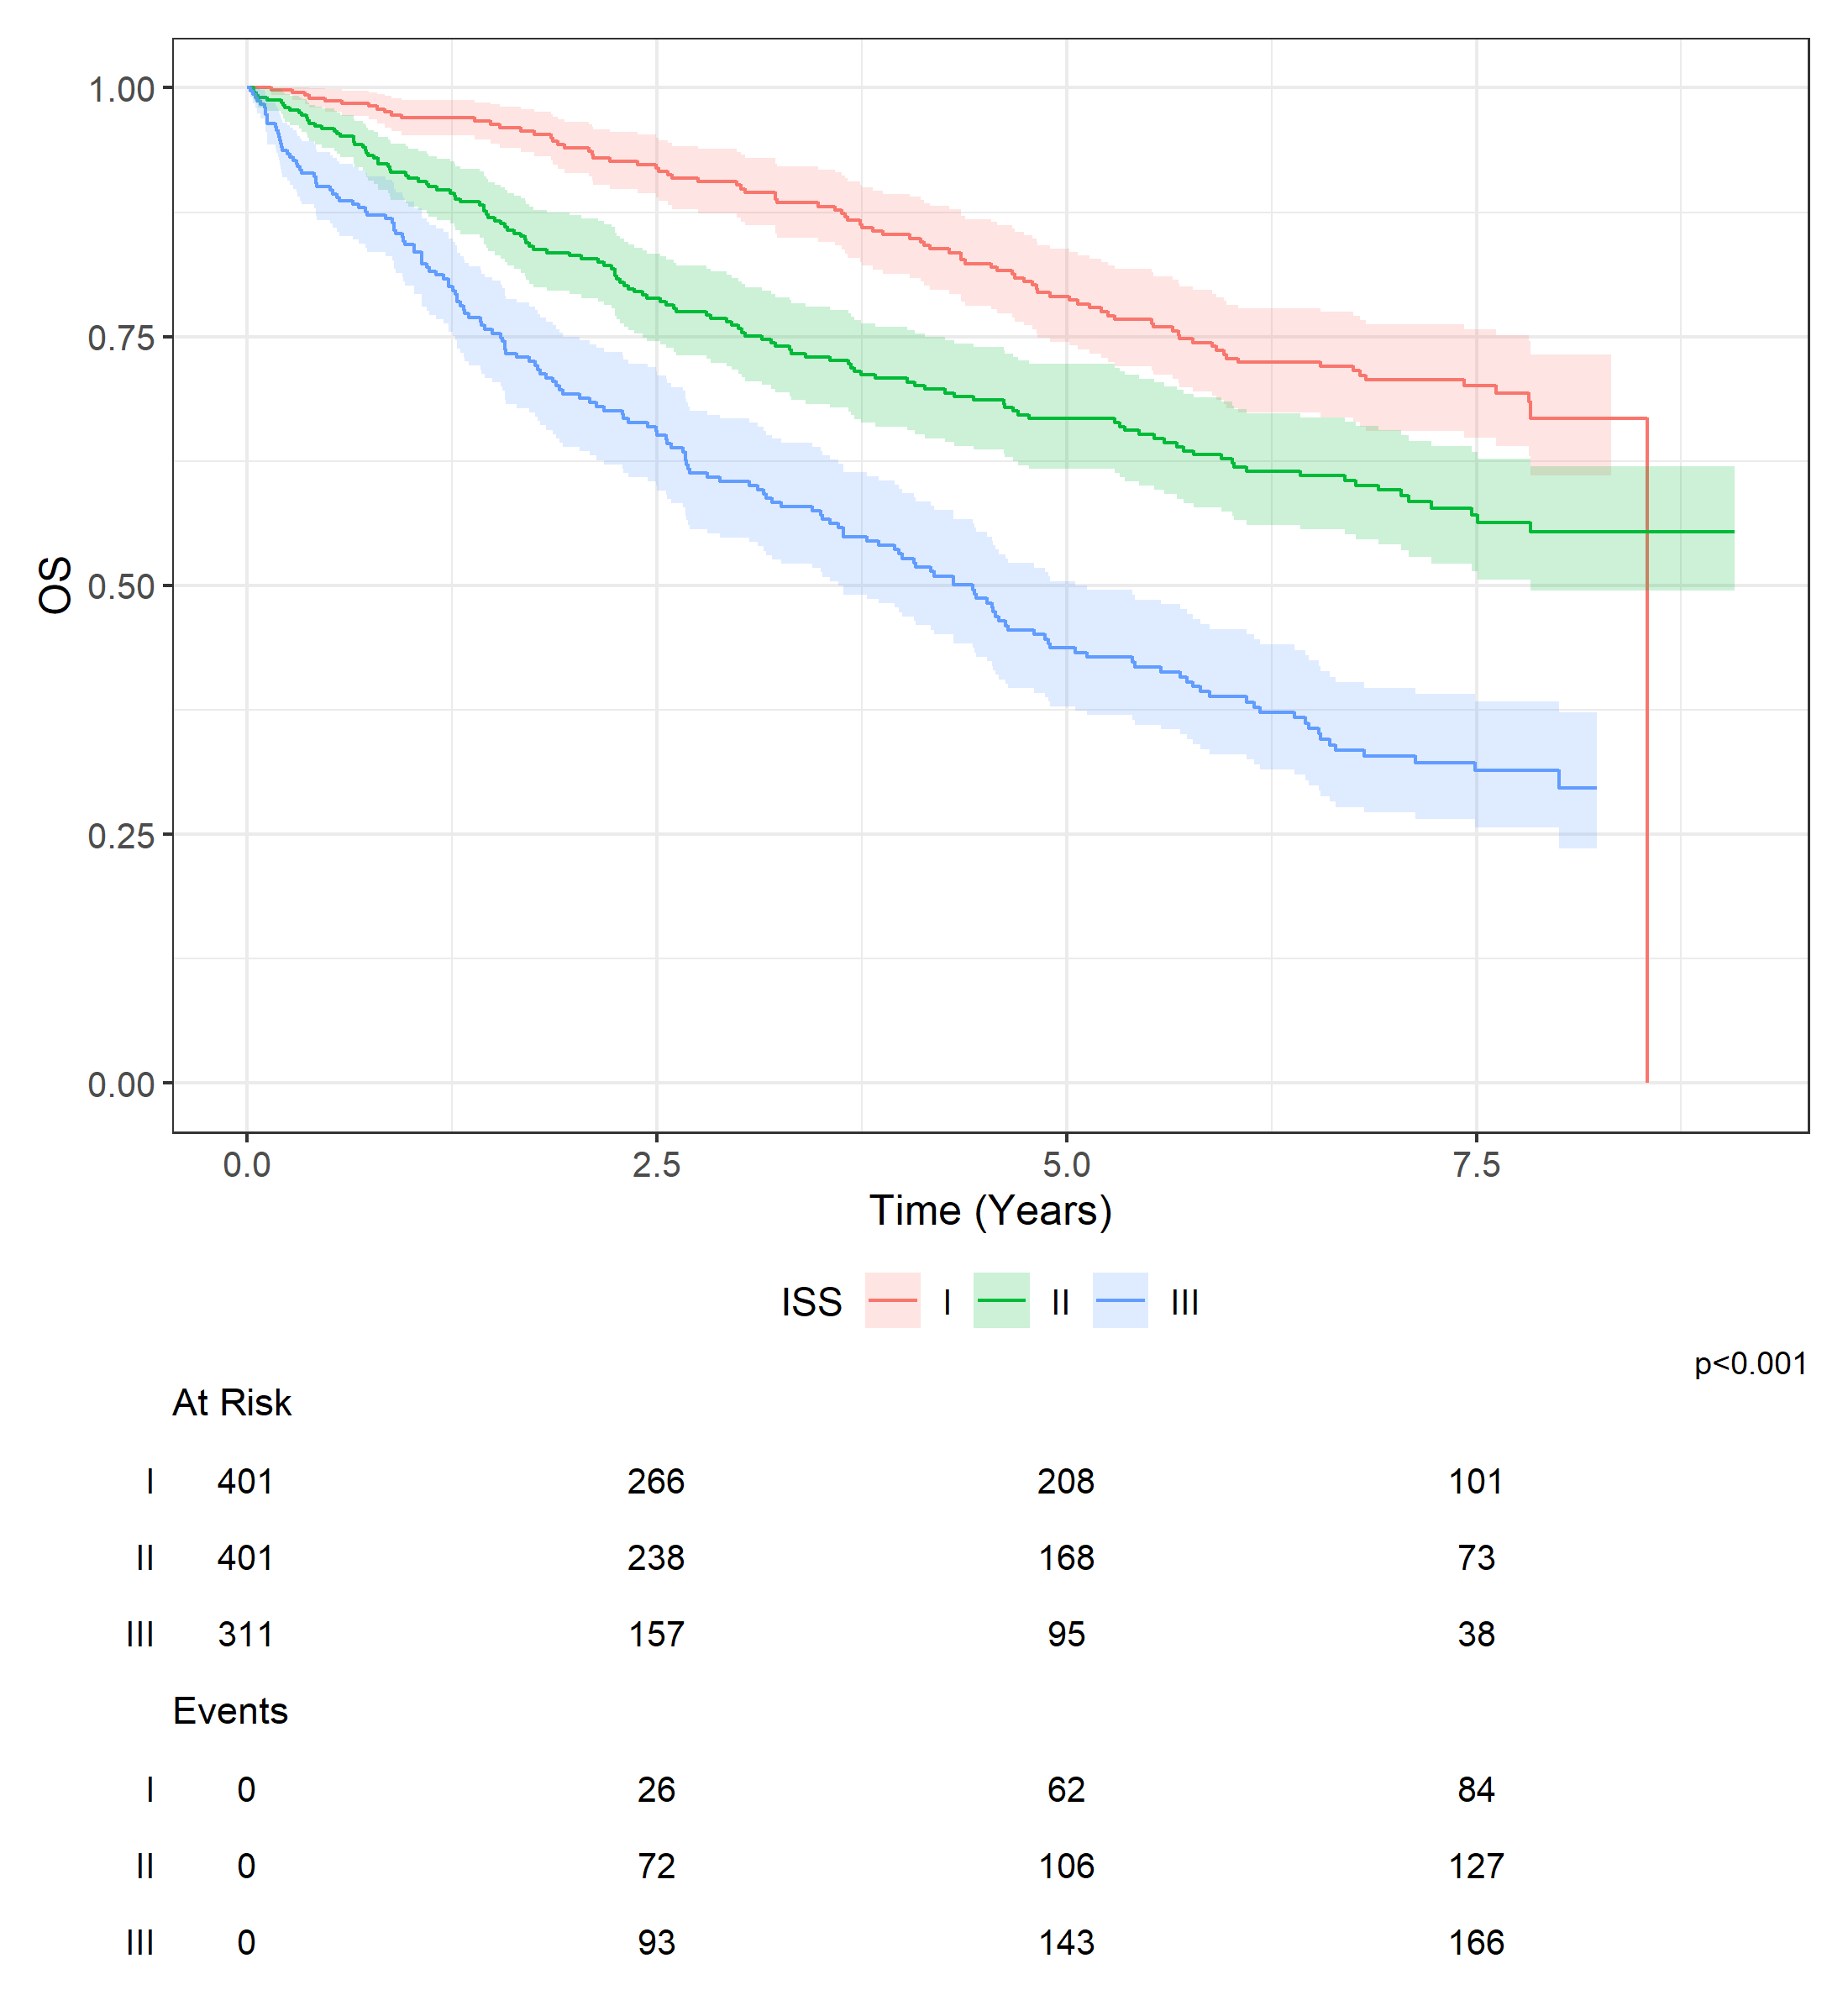 1.00
0.75
0.50
0.25
0.00
OS
0.0 2.5 5.0 7.5
Time (Years)
ISS I II III
p<0.001
At Risk
I 401 266 208 101
II 401 238 168 73
III 311 157 95 38
Events
I 0 26 62 84
II 0 72 106 127
III 0 93 143 166